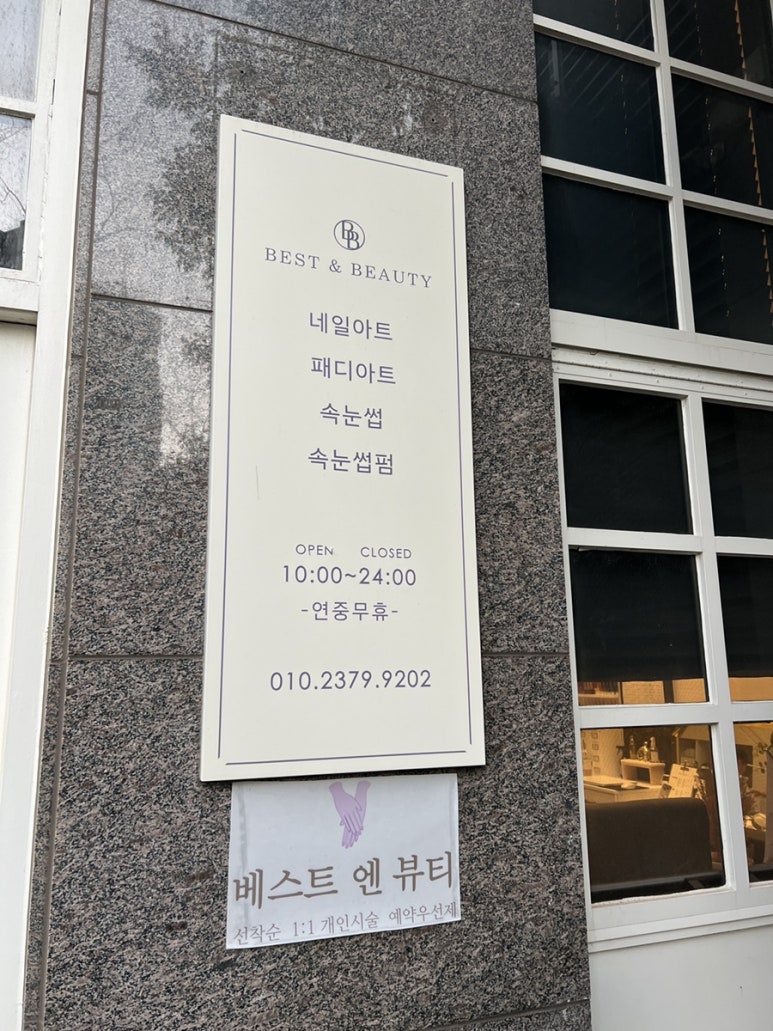 BB
BEST & BEAUTY
네일아트
패디아트
속눈썹
속눈썹펌
OPEN CLOSED
10:00~24:00
-연중무휴-
010.2379.9202
베스트 엔 뷰티
선착순 1:1 개인시술 예약우선제